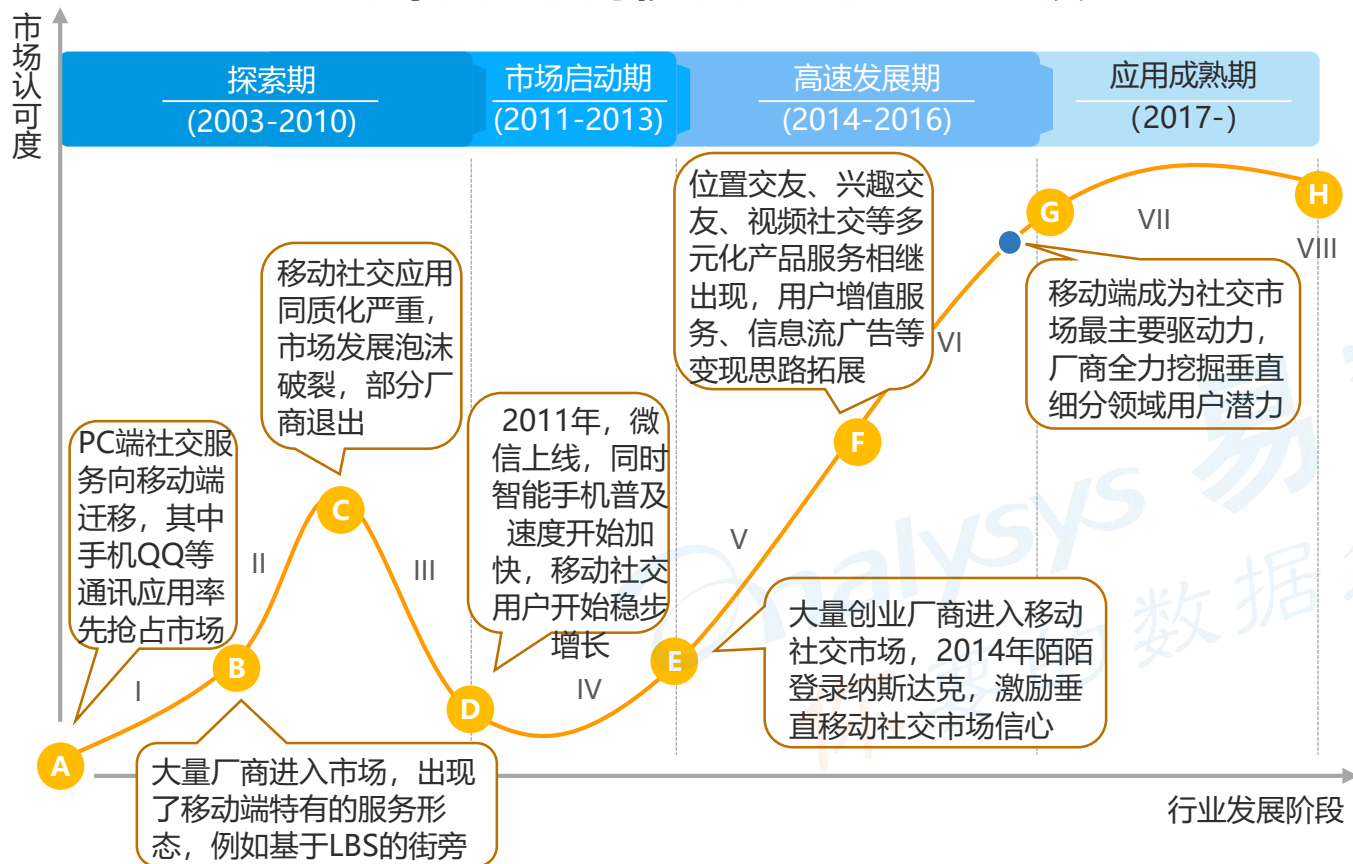 市场认可度
探索期
(2003-2010)
市场启动期
(2011-2013)
高速发展期
(2014-2016)
应用成熟期
(2017-)
位置交友、兴趣交
友、视频社交等多
元化产品服务相继
出现，用户增值服
务、信息流广告等
变现思路拓展
G
VII
H
VIII
移动社交应用
同质化严重，
市场发展泡沫
破裂，部分厂
商退出
移动端成为社交市
场最主要驱动力，
厂商全力挖掘垂直
细分领域用户潜力
VI
PC端社交服
务向移动端
迁移，其中
手机QQ等
通讯应用率
先抢占市场
2011年，微
信上线，同时
智能手机普及
速度开始加
快，移动社交
用户开始稳步
增长
F
C
II
III
V
大量创业厂商进入移动
社交市场，2014年陌陌
登录纳斯达克，激励垂
直移动社交市场信心
B
E
I
IV
D
A
大量厂商进入市场，出现
了移动端特有的服务形
态，例如基于LBS的街旁
行业发展阶段
nalysys 易
你要的数据